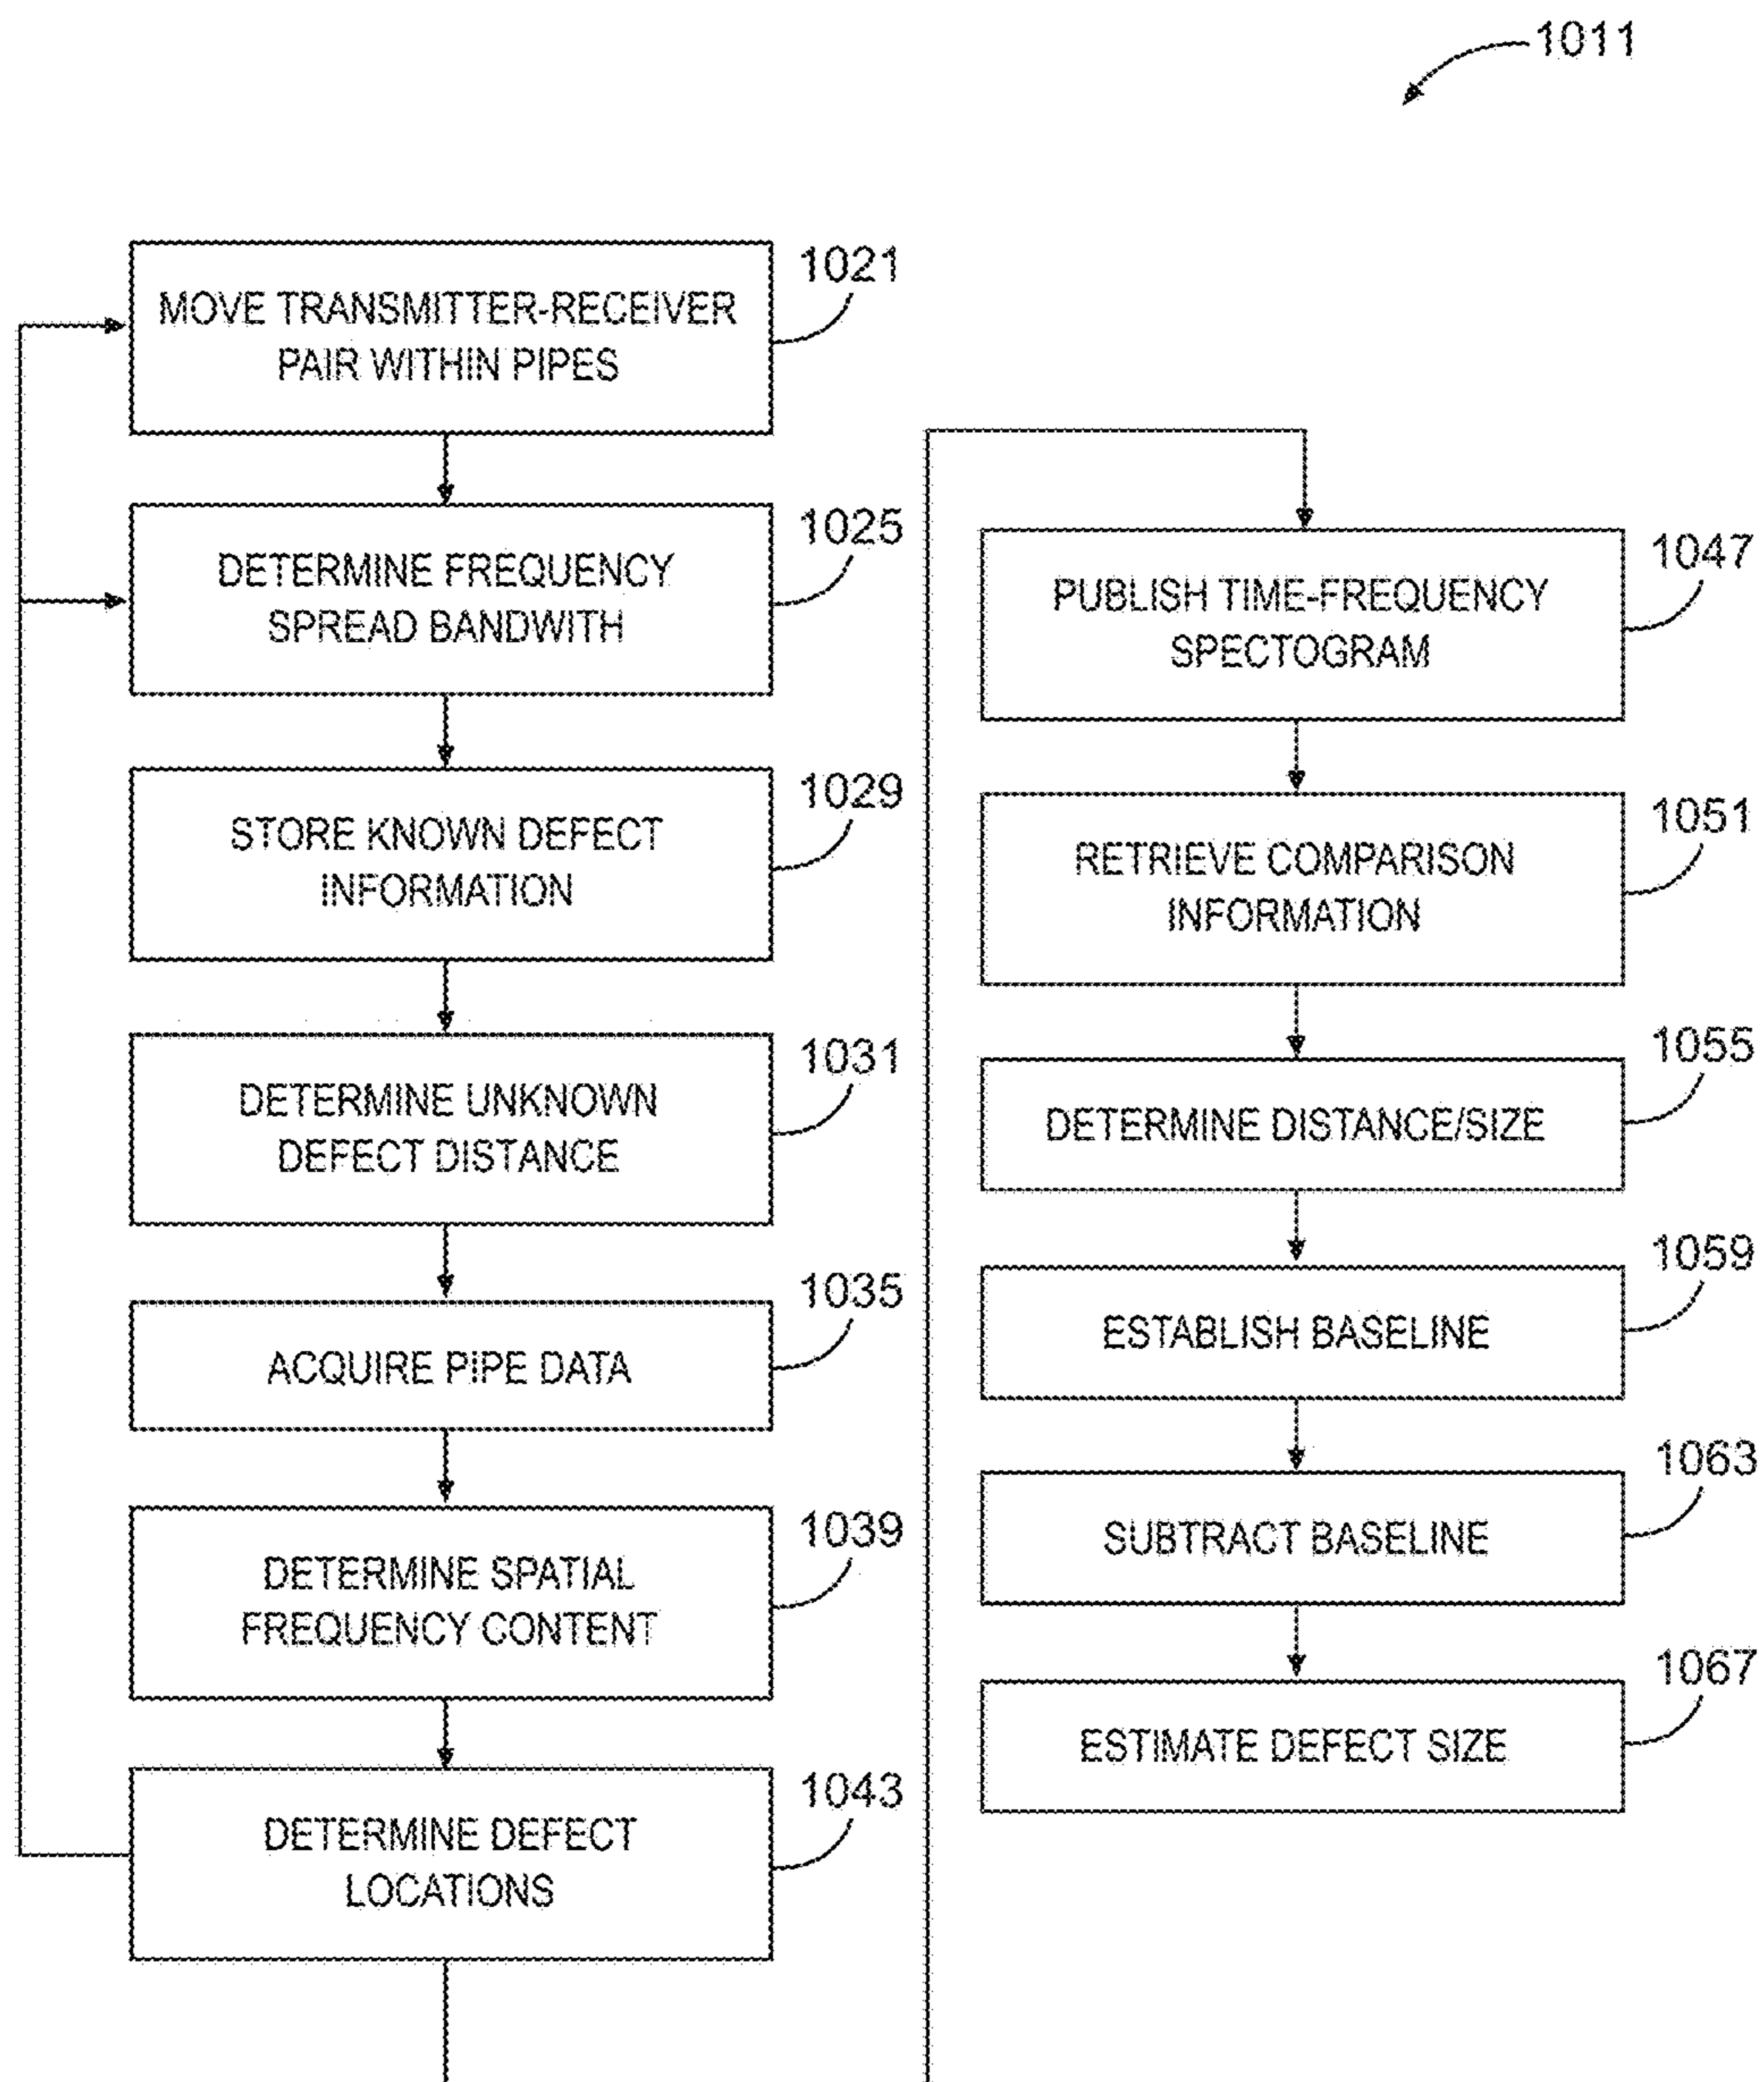 1011
1021
MOVE TRANSMITTER-RECEIVER
PAIR WITHIN PIPES
1025
DETERMINE FREQUENCY
SPREAD BANDWITH
1029
STORE KNOWN DEFECT
INFORMATION
1031
DETERMINE UNKNOWN
DEFECT DISTANCE
1035
ACQUIRE PIPE DATA
1039
DETERMINE SPATIAL
FREQUENCY CONTENT
1043
DETERMINE DEFECT
LOCATIONS
1047
PUBLISH TIME-FREQUENCY
SPECTOGRAM
1051
RETRIEVE COMPARISON
INFORMATION
1055
DETERMINE DISTANCE/SIZE
1059
ESTABLISH BASELINE
1063
SUBTRACT BASELINE
1067
ESTIMATE DEFECT SIZE